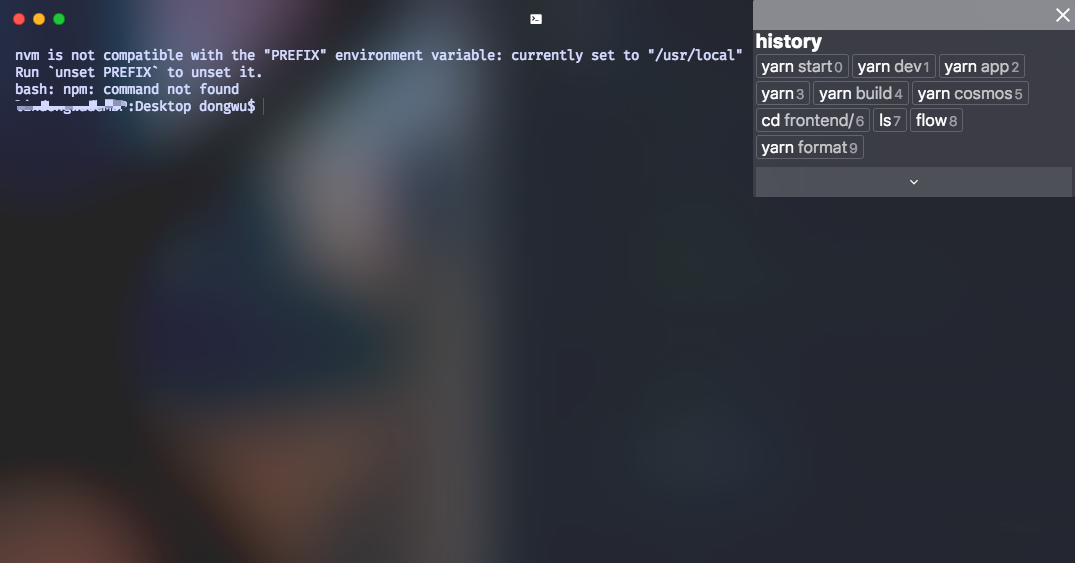 nvm is not compatible with the "PREFIX" environment variable: currently set to "/usr/local"
Run `unset PREFIX` to unset it.
bash: npm: command not found
:Desktop dongwu$
history
yarn start 0 yarn dev 1 yarn app 2
yarn 3 yarn build 4 yarn cosmos 5
cd frontend/ 6 ls 7 flow 8
yarn format 9